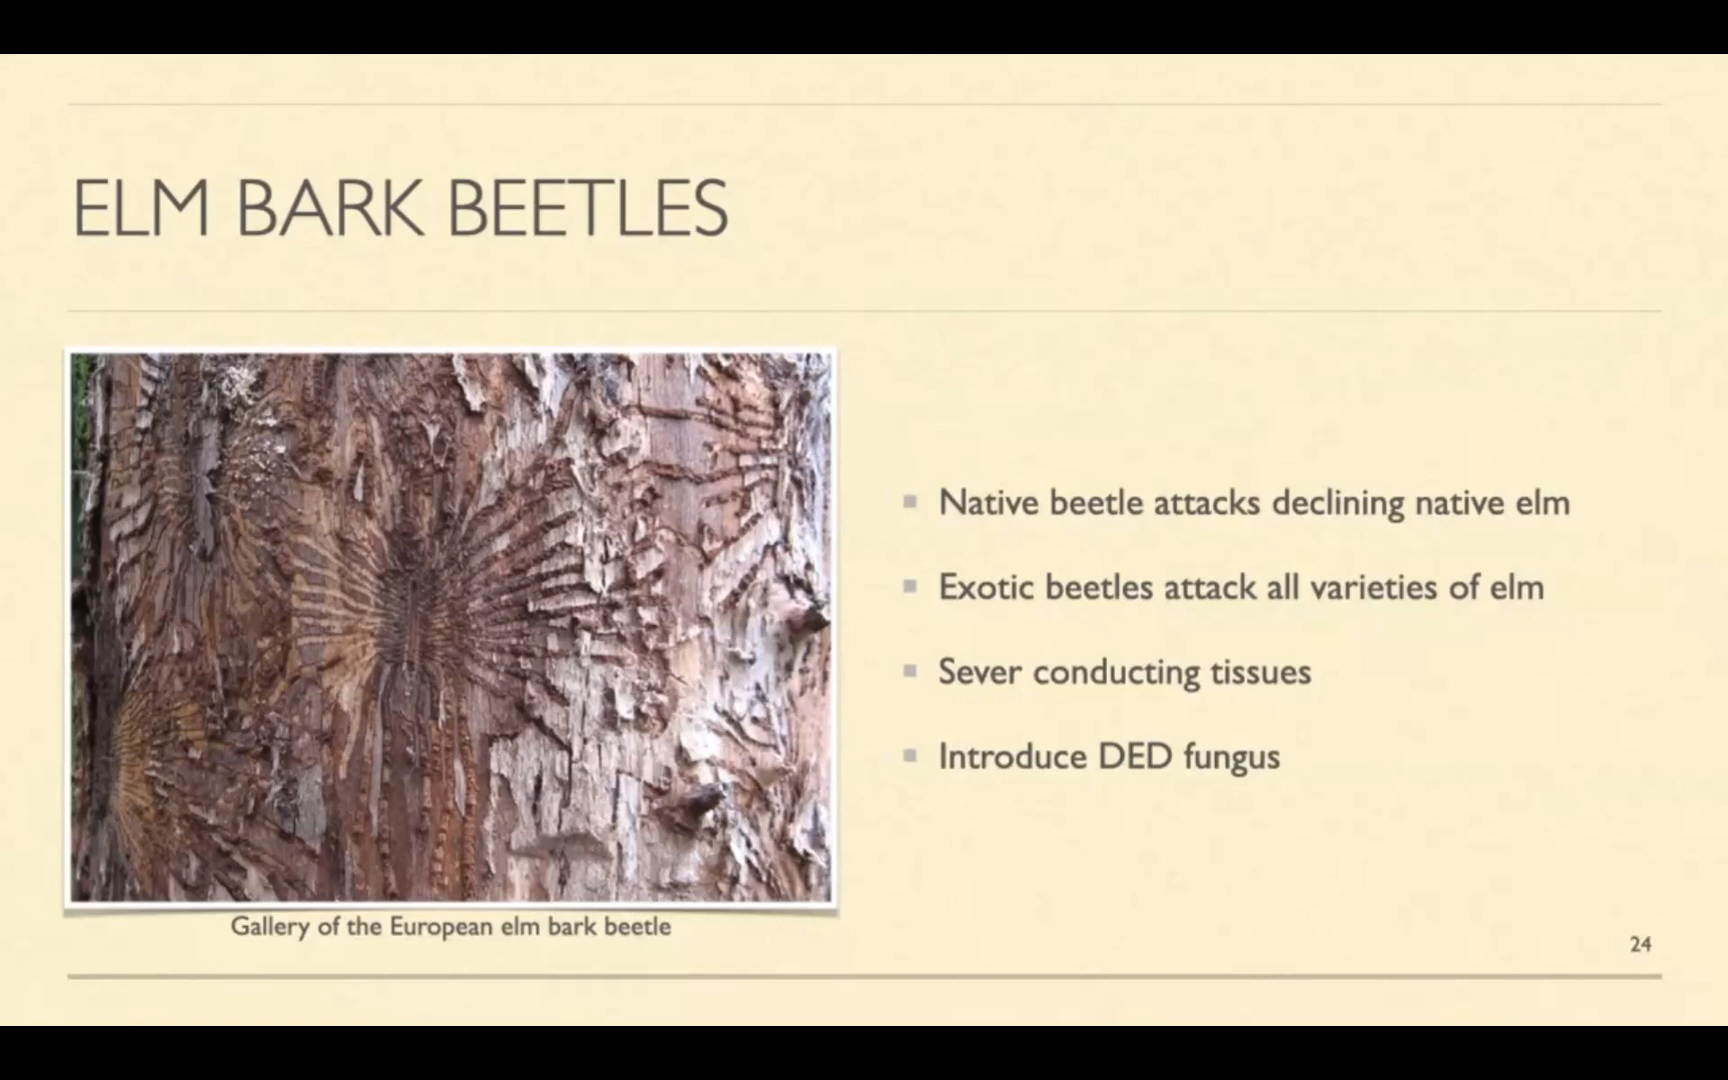 ELM BARK BEETLES
Native beetle attacks declining native elm
Exotic beetles attack all varieties of elm
Sever conducting tissues
Introduce DED fungus
Gallery of the European elm bark beetle
24